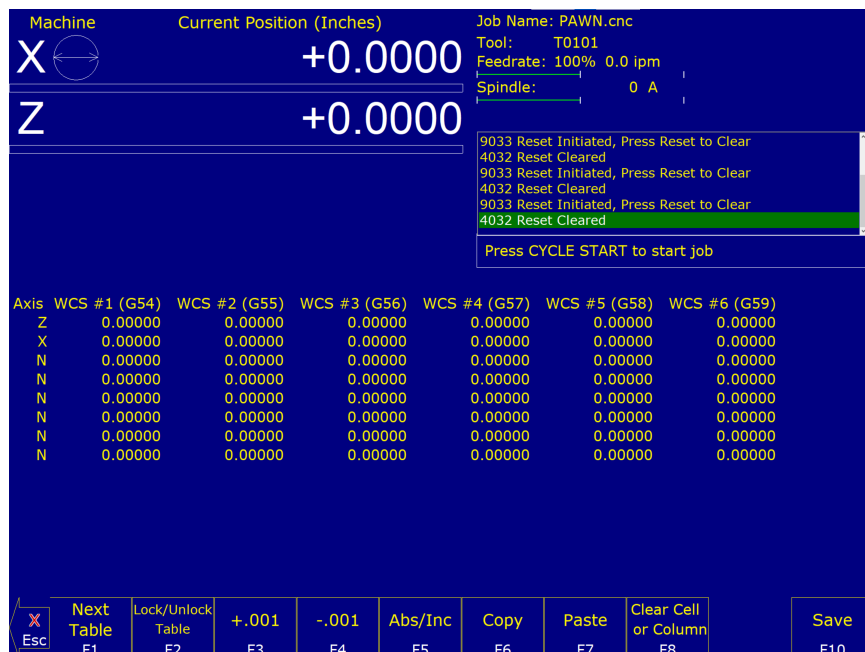 Machine Current Position (Inches)
X +0.0000
Z +0.0000
Job Name: PAWN.cnc
Tool: T0101
Feedrate: 100% 0.0 ipm
Spindle: 0 A
9033 Reset Initiated, Press Reset to Clear
4032 Reset Cleared
9033 Reset Initiated, Press Reset to Clear
4032 Reset Cleared
9033 Reset Initiated, Press Reset to Clear
4032 Reset Cleared
Press CYCLE START to start job
Axis WCS #1 (G54) WCS #2 (G55) WCS #3 (G56) WCS #4 (G57) WCS #5 (G58) WCS #6 (G59)
Z 0.00000 0.00000 0.00000 0.00000 0.00000 0.00000
X 0.00000 0.00000 0.00000 0.00000 0.00000 0.00000
N 0.00000 0.00000 0.00000 0.00000 0.00000 0.00000
N 0.00000 0.00000 0.00000 0.00000 0.00000 0.00000
N 0.00000 0.00000 0.00000 0.00000 0.00000 0.00000
N 0.00000 0.00000 0.00000 0.00000 0.00000 0.00000
N 0.00000 0.00000 0.00000 0.00000 0.00000 0.00000
N 0.00000 0.00000 0.00000 0.00000 0.00000 0.00000
X
Esc
Next
Table
F1
Lock/Unlock
Table
F2
+.001
F3
-.001
F4
Abs/Inc
F5
Copy
F6
Paste
F7
Clear Cell
or Column
F8
Save
F10